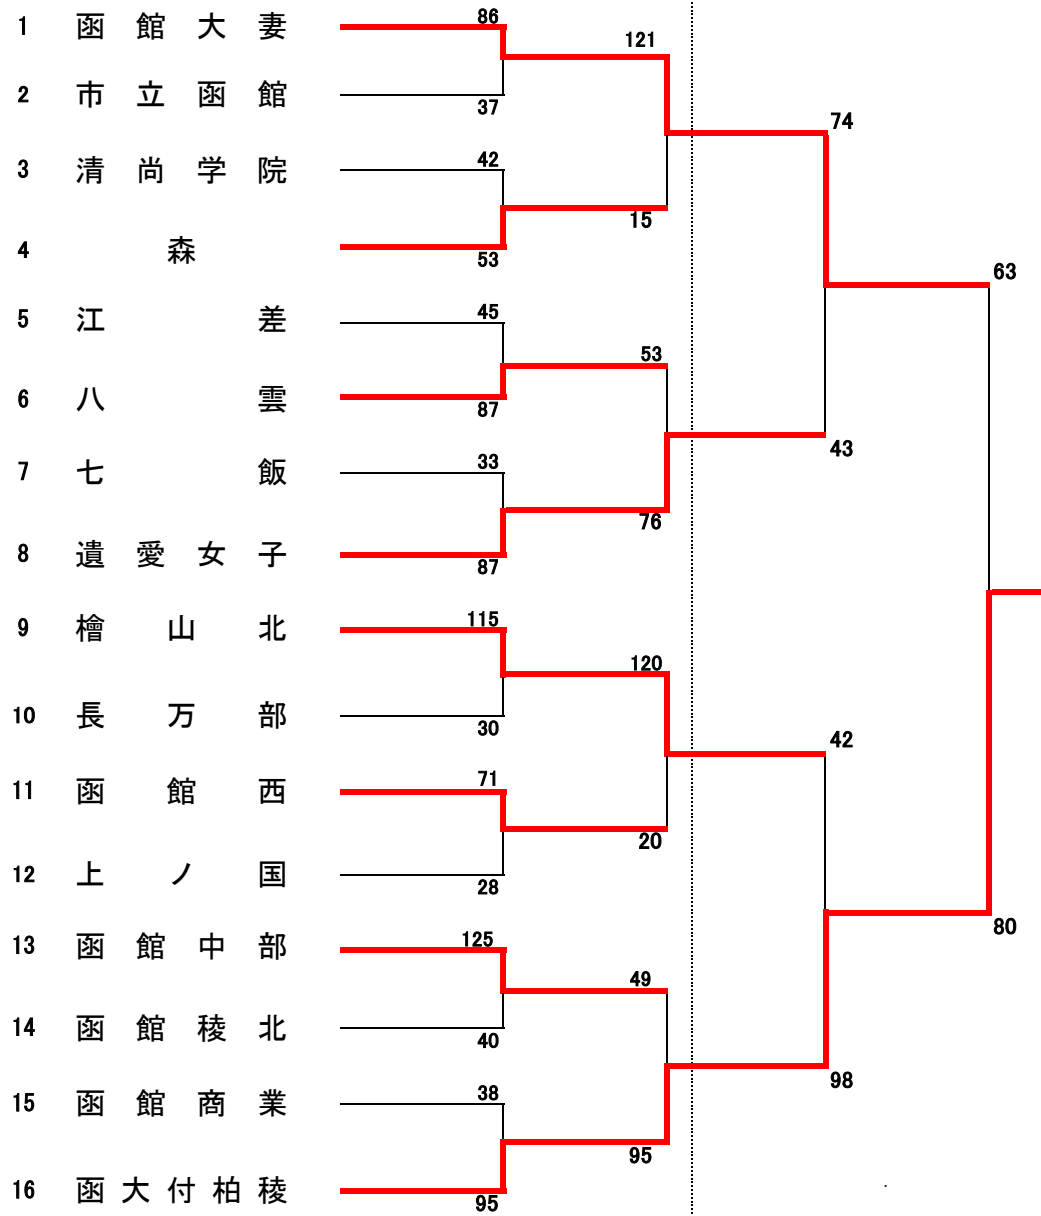 1 函館大妻 86
121
2 市立函館 37
74
3 清尚学院 42
15
4 森 53
63
5 江差 45
53
6 八雲 87
43
7 七飯 33
76
8 遺愛女子 87
9 檜山北 115
120
10 長万部 30
42
11 函館西 71
20
12 上ノ国 28
80
13 函館中部 125
49
14 函館稜北 40
98
15 函館商業 38
95
16 函大付柏稜 95